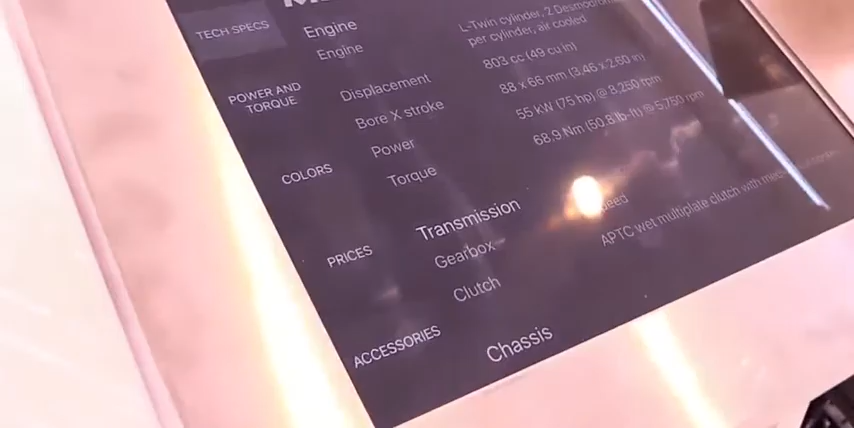 TECH SPECS
POWER AND
TORQUE
COLORS
PRICES
ACCESSORIES
Engine
Engine
L-Twin cylinder, 2
per cylinder, air cooled
Displacement
803 cc (49 cu in)
Bore X stroke
88 x 66 mm (3.46 x 2.60 in)
Power
55 kW (75 hp) @ 8,250 rpm
Torque
68.9 Nm (50.8 lb-ft) @ 5,750 rpm
Transmission
Gearbox
Clutch
APTC wet multiplate clutch with
Chassis